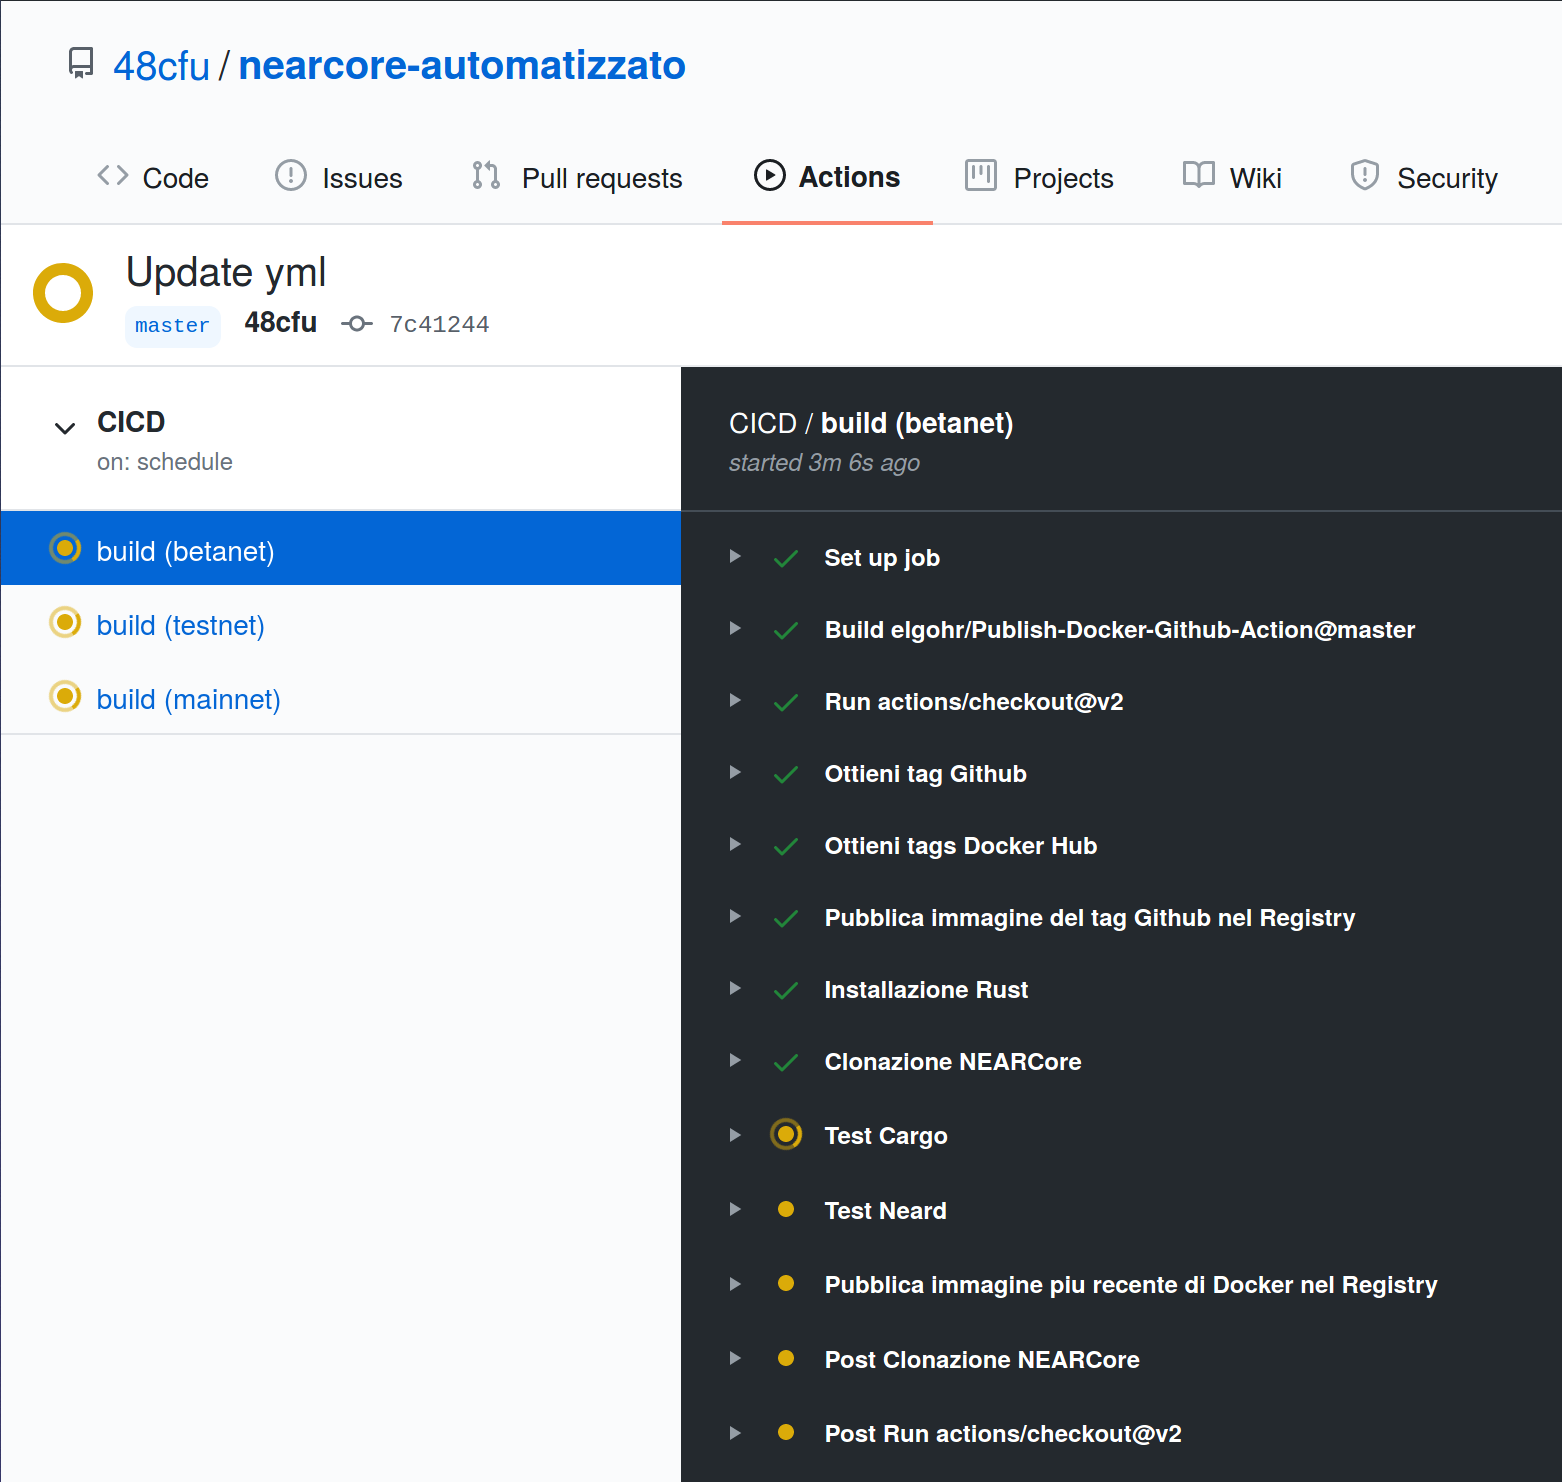 48cfu / nearcore-automatizzato
Code Issues Pull requests Actions Projects Wiki Security
Update yml
master 48cfu 7c41244
CICD
on: schedule
build (betanet)
build (testnet)
build (mainnet)
CICD / build (betanet)
started 3m 6s ago
Set up job
Build elgohr/Publish-Docker-Github-Action@master
Run actions/checkout@v2
Ottieni tag Github
Ottieni tags Docker Hub
Pubblica immagine del tag Github nel Registry
Installazione Rust
Clonazione NEARCore
Test Cargo
Test Neard
Pubblica immagine piu recente di Docker nel Registry
Post Clonazione NEARCore
Post Run actions/checkout@v2